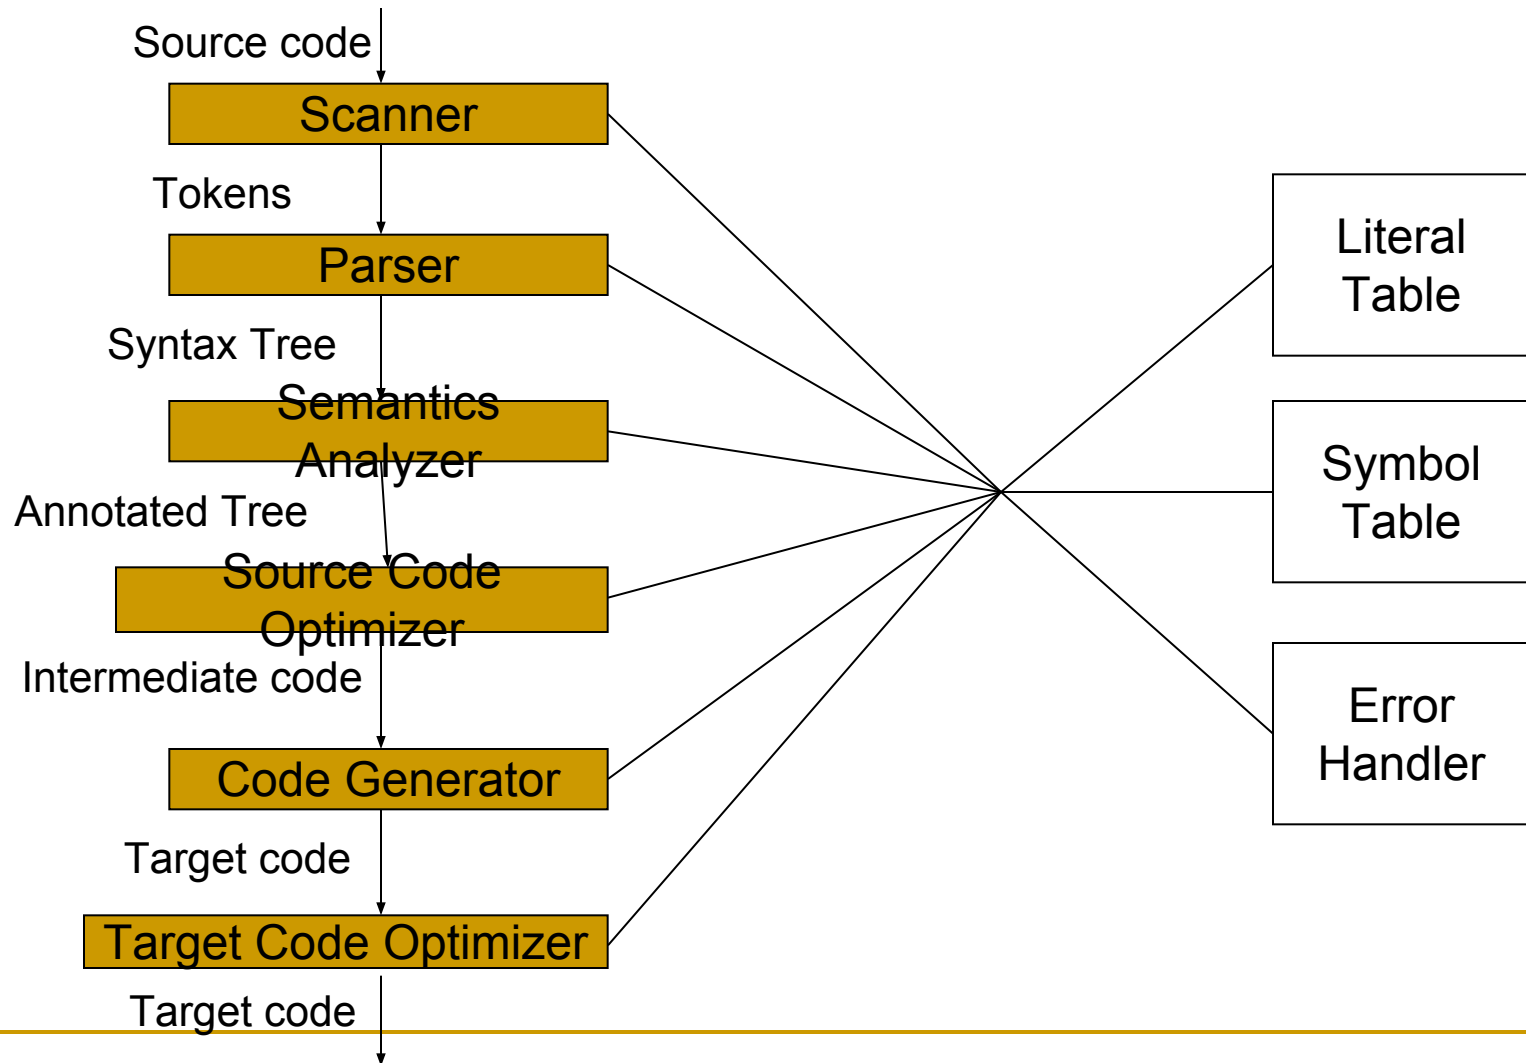 Source code
Scanner
Tokens
Parser
Syntax Tree
Semantics
Analyzer
Annotated Tree
Source Code
Optimizer
Intermediate code
Code Generator
Target code
Target Code Optimizer
Target code
Literal
Table
Symbol
Table
Error
Handler